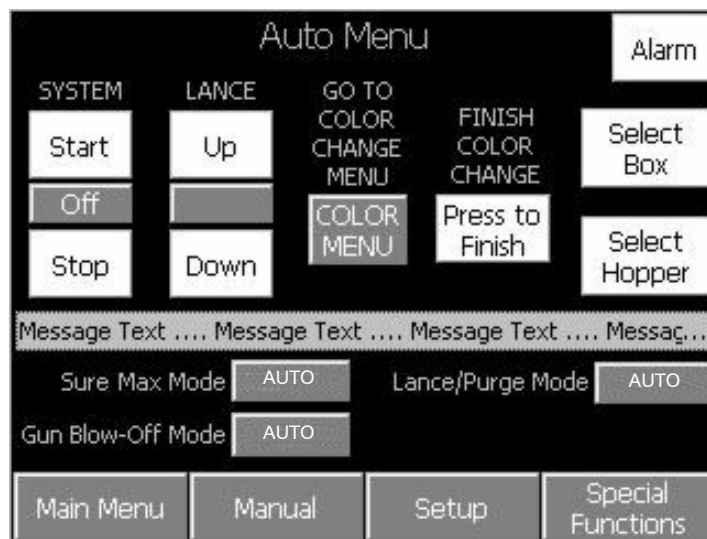 Auto Menu
Alarm
SYSTEM
Start
Off
Stop
LANCE
Up
Down
GO TO
COLOR
CHANGE
MENU
COLOR
MENU
FINISH
COLOR
CHANGE
Press to
Finish
Select
Box
Select
Hopper
Message Text .... Message Text .... Message Text .... Messag...
Sure Max Mode AUTO
Lance/Purge Mode AUTO
Gun Blow-Off Mode AUTO
Main Menu
Manual
Setup
Special
Functions